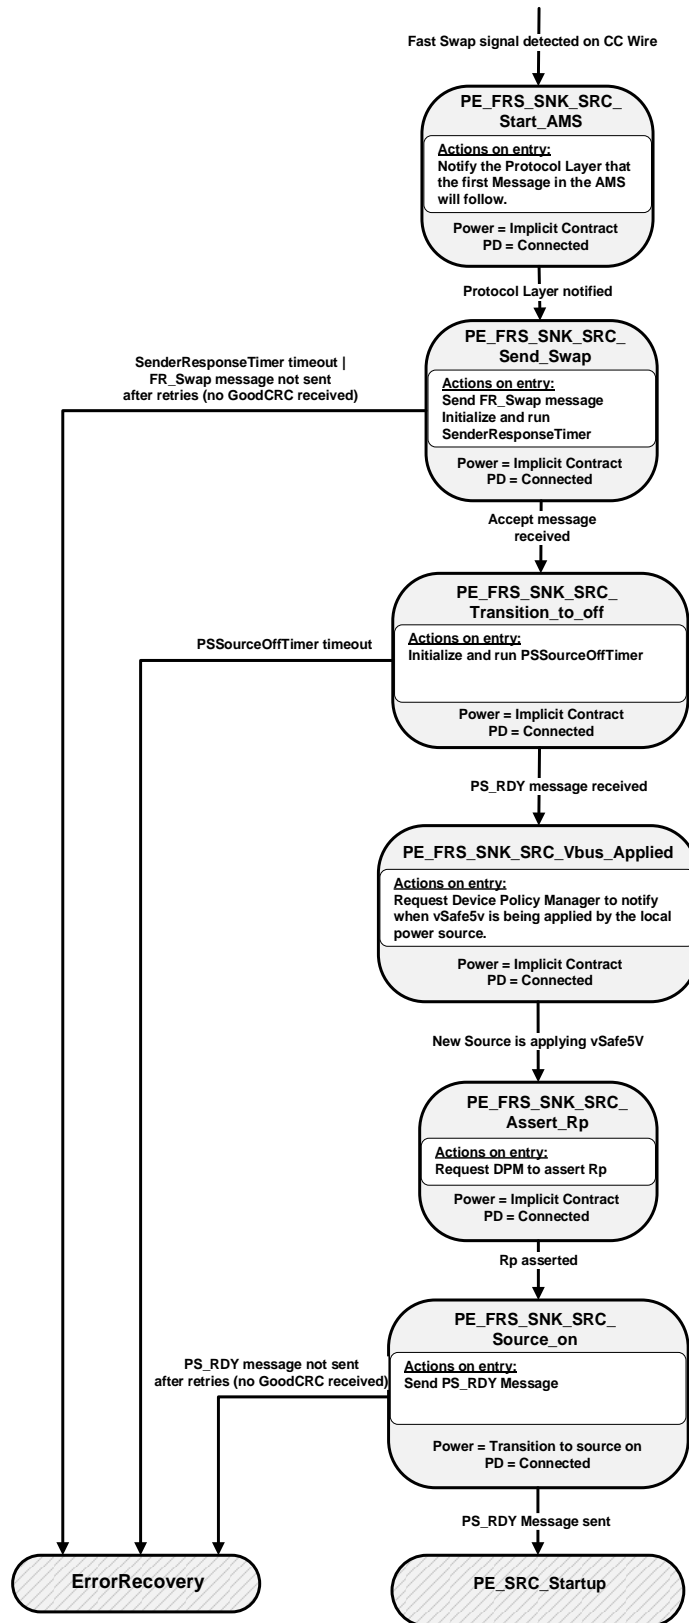 Fast Swap signal detected on CC Wire
PE_FRS_SNK_SRC_
Start_AMS
Actions on entry:
Notify the Protocol Layer that
the first Message in the AMS
will follow.
Power = Implicit Contract
PD = Connected
Protocol Layer notified
PE_FRS_SNK_SRC_
Send_Swap
SenderResponseTimer timeout |
FR_Swap message not sent
after retries (no GoodCRC received)
Actions on entry:
Send FR_Swap message
Initialize and run
SenderResponseTimer
Power = Implicit Contract
PD = Connected
Accept message
received
PE_FRS_SNK_SRC_
Transition_to_off
Actions on entry:
Initialize and run PSSourceOffTimer
PSSourceOffTimer timeout
Power = Implicit Contract
PD = Connected
PS_RDY message received
PE_FRS_SNK_SRC_Vbus_Applied
Actions on entry:
Request Device Policy Manager to notify
when vSafe5v is being applied by the local
power source.
Power = Implicit Contract
PD = Connected
New Source is applying vSafe5V
PE_FRS_SNK_SRC_
Assert_Rp
Actions on entry:
Request DPM to assert Rp
Power = Implicit Contract
PD = Connected
Rp asserted
PE_FRS_SNK_SRC_
Source_on
PS_RDY message not sent
after retries (no GoodCRC received)
Actions on entry:
Send PS_RDY Message
Power = Transition to source on
PD = Connected
PS_RDY Message sent
ErrorRecovery
PE_SRC_Startup